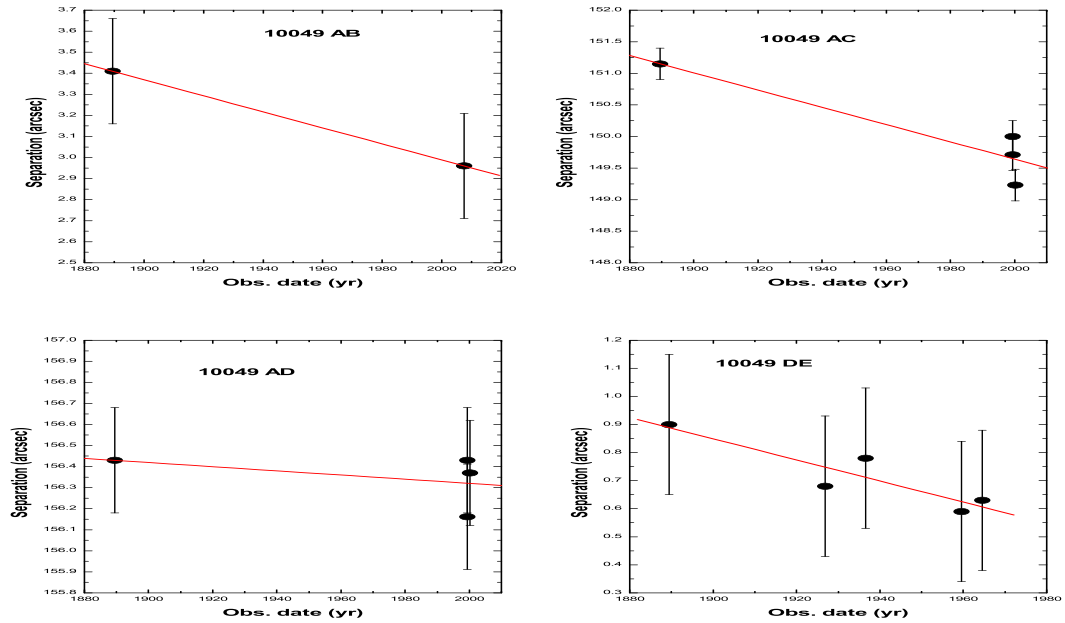 10049 AB
Separation (arcsec)
3.7
3.6
3.5
3.4
3.3
3.2
3.1
3.0
2.9
2.8
2.7
2.6
2.5
1880 1900 1920 1940 1960 1980 2000 2020
Obs. date (yr)
10049 AC
Separation (arcsec)
152.0
151.5
151.0
150.5
150.0
149.5
149.0
148.5
148.0
1880 1900 1920 1940 1960 1980 2000
Obs. date (yr)
10049 AD
Separation (arcsec)
157.0
156.9
156.8
156.7
156.6
156.5
156.4
156.3
156.2
156.1
156.0
155.9
155.8
1880 1900 1920 1940 1960 1980 2000
Obs. date (yr)
10049 DE
Separation (arcsec)
1.2
1.1
1.0
0.9
0.8
0.7
0.6
0.5
0.4
0.3
1880 1900 1920 1940 1960 1980
Obs. date (yr)